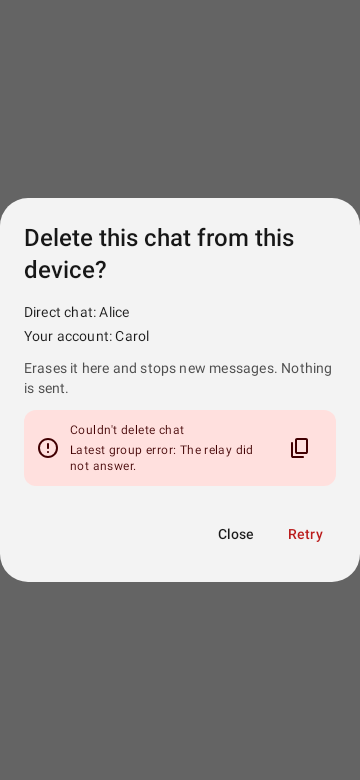 Delete this chat from this
device?
Direct chat: Alice
Your account: Carol
Erases it here and stops new messages. Nothing
is sent.
Couldn't delete chat
Latest group error: The relay did
not answer.
Close
Retry